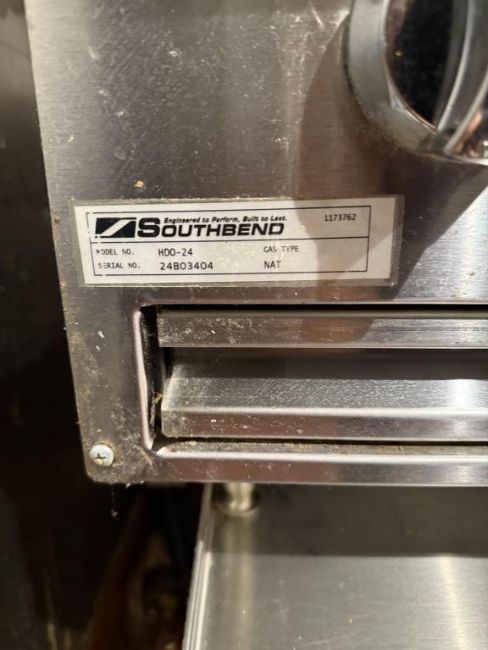 Engineered to Perform, Built to Last.
SOUTHBEND 1173762
MODEL NO. HDO-24 GAS TYPE
SERIAL NO. 24B03404 NAT